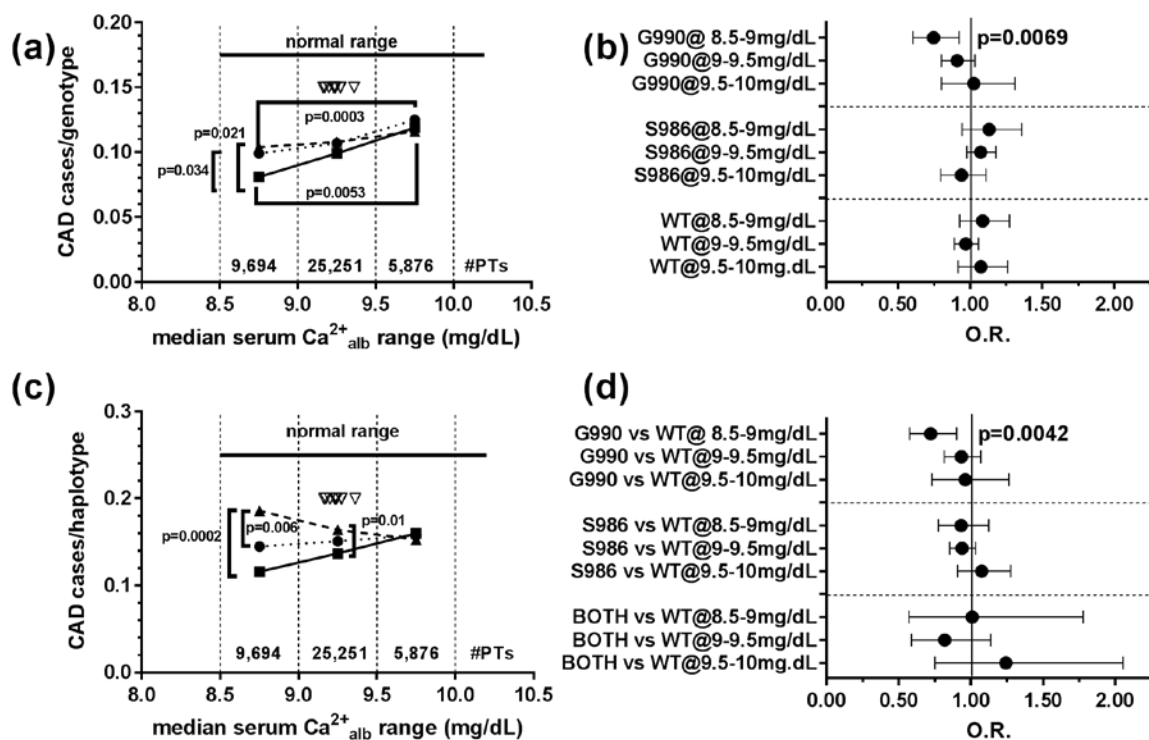 (a)
normal range
p=0.0003
p=0.021
p=0.034
p=0.0053
9,694 25,251 5,876 #PTs
0.20
0.15
0.10
0.05
0.00
CAD cases/genotype
8.0 8.5 9.0 9.5 10.0 10.5
median serum Ca2+alb range (mg/dL)
(b)
G990@ 8.5-9mg/dL
p=0.0069
G990@9-9.5mg/dL
G990@9.5-10mg/dL
S986@8.5-9mg/dL
S986@9-9.5mg/dL
S986@9.5-10mg/dL
WT@8.5-9mg/dL
WT@9-9.5mg/dL
WT@9.5-10mg.dL
0.00 0.50 1.00 1.50 2.00
O.R.
(c)
normal range
p=0.0002
p=0.006
p=0.01
9,694 25,251 5,876 #PTs
0.3
0.2
0.1
0.0
CAD cases/haplotype
8.0 8.5 9.0 9.5 10.0 10.5
median serum Ca2+alb range (mg/dL)
(d)
G990 vs WT@ 8.5-9mg/dL
p=0.0042
G990 vs WT@9-9.5mg/dL
G990 vs WT@9.5-10mg/dL
S986 vs WT@8.5-9mg/dL
S986 vs WT@9-9.5mg/dL
S986 vs WT@9.5-10mg/dL
BOTH vs WT@8.5-9mg/dL
BOTH vs WT@9-9.5mg/dL
BOTH vs WT@9.5-10mg.dL
0.00 0.50 1.00 1.50 2.00
O.R.